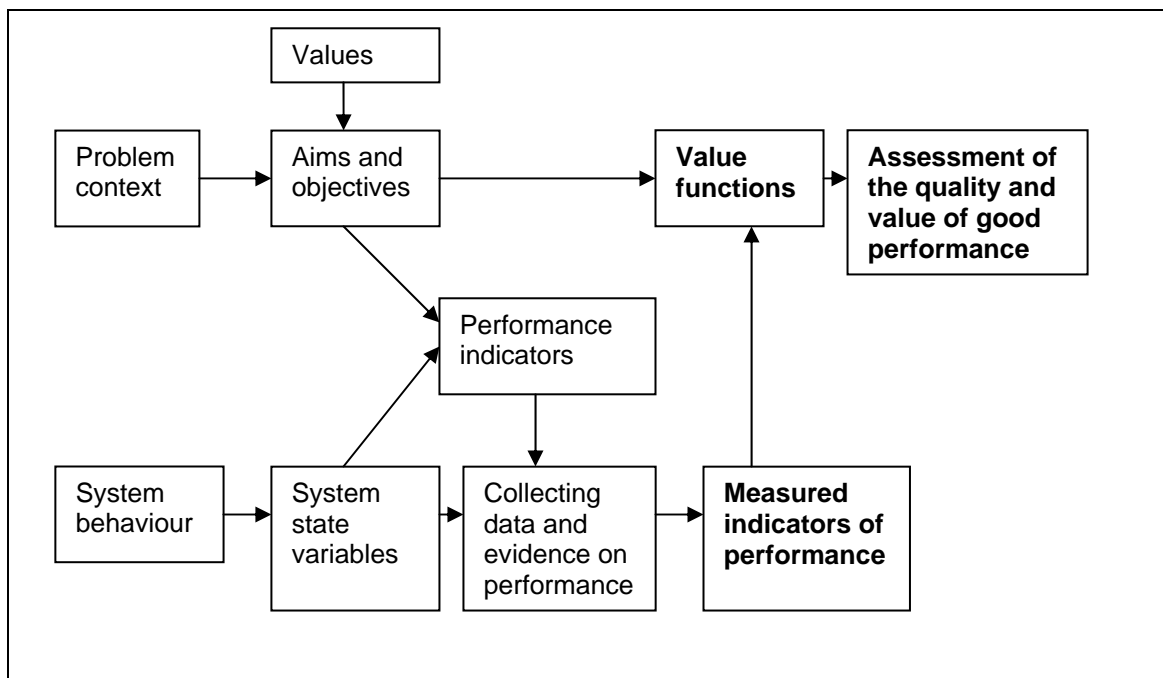 Values
Problem
context
Aims and
objectives
Value
functions
Assessment of
the quality and
value of good
performance
Performance
indicators
System
behaviour
System
state
variables
Collecting
data and
evidence on
performance
Measured
indicators of
performance